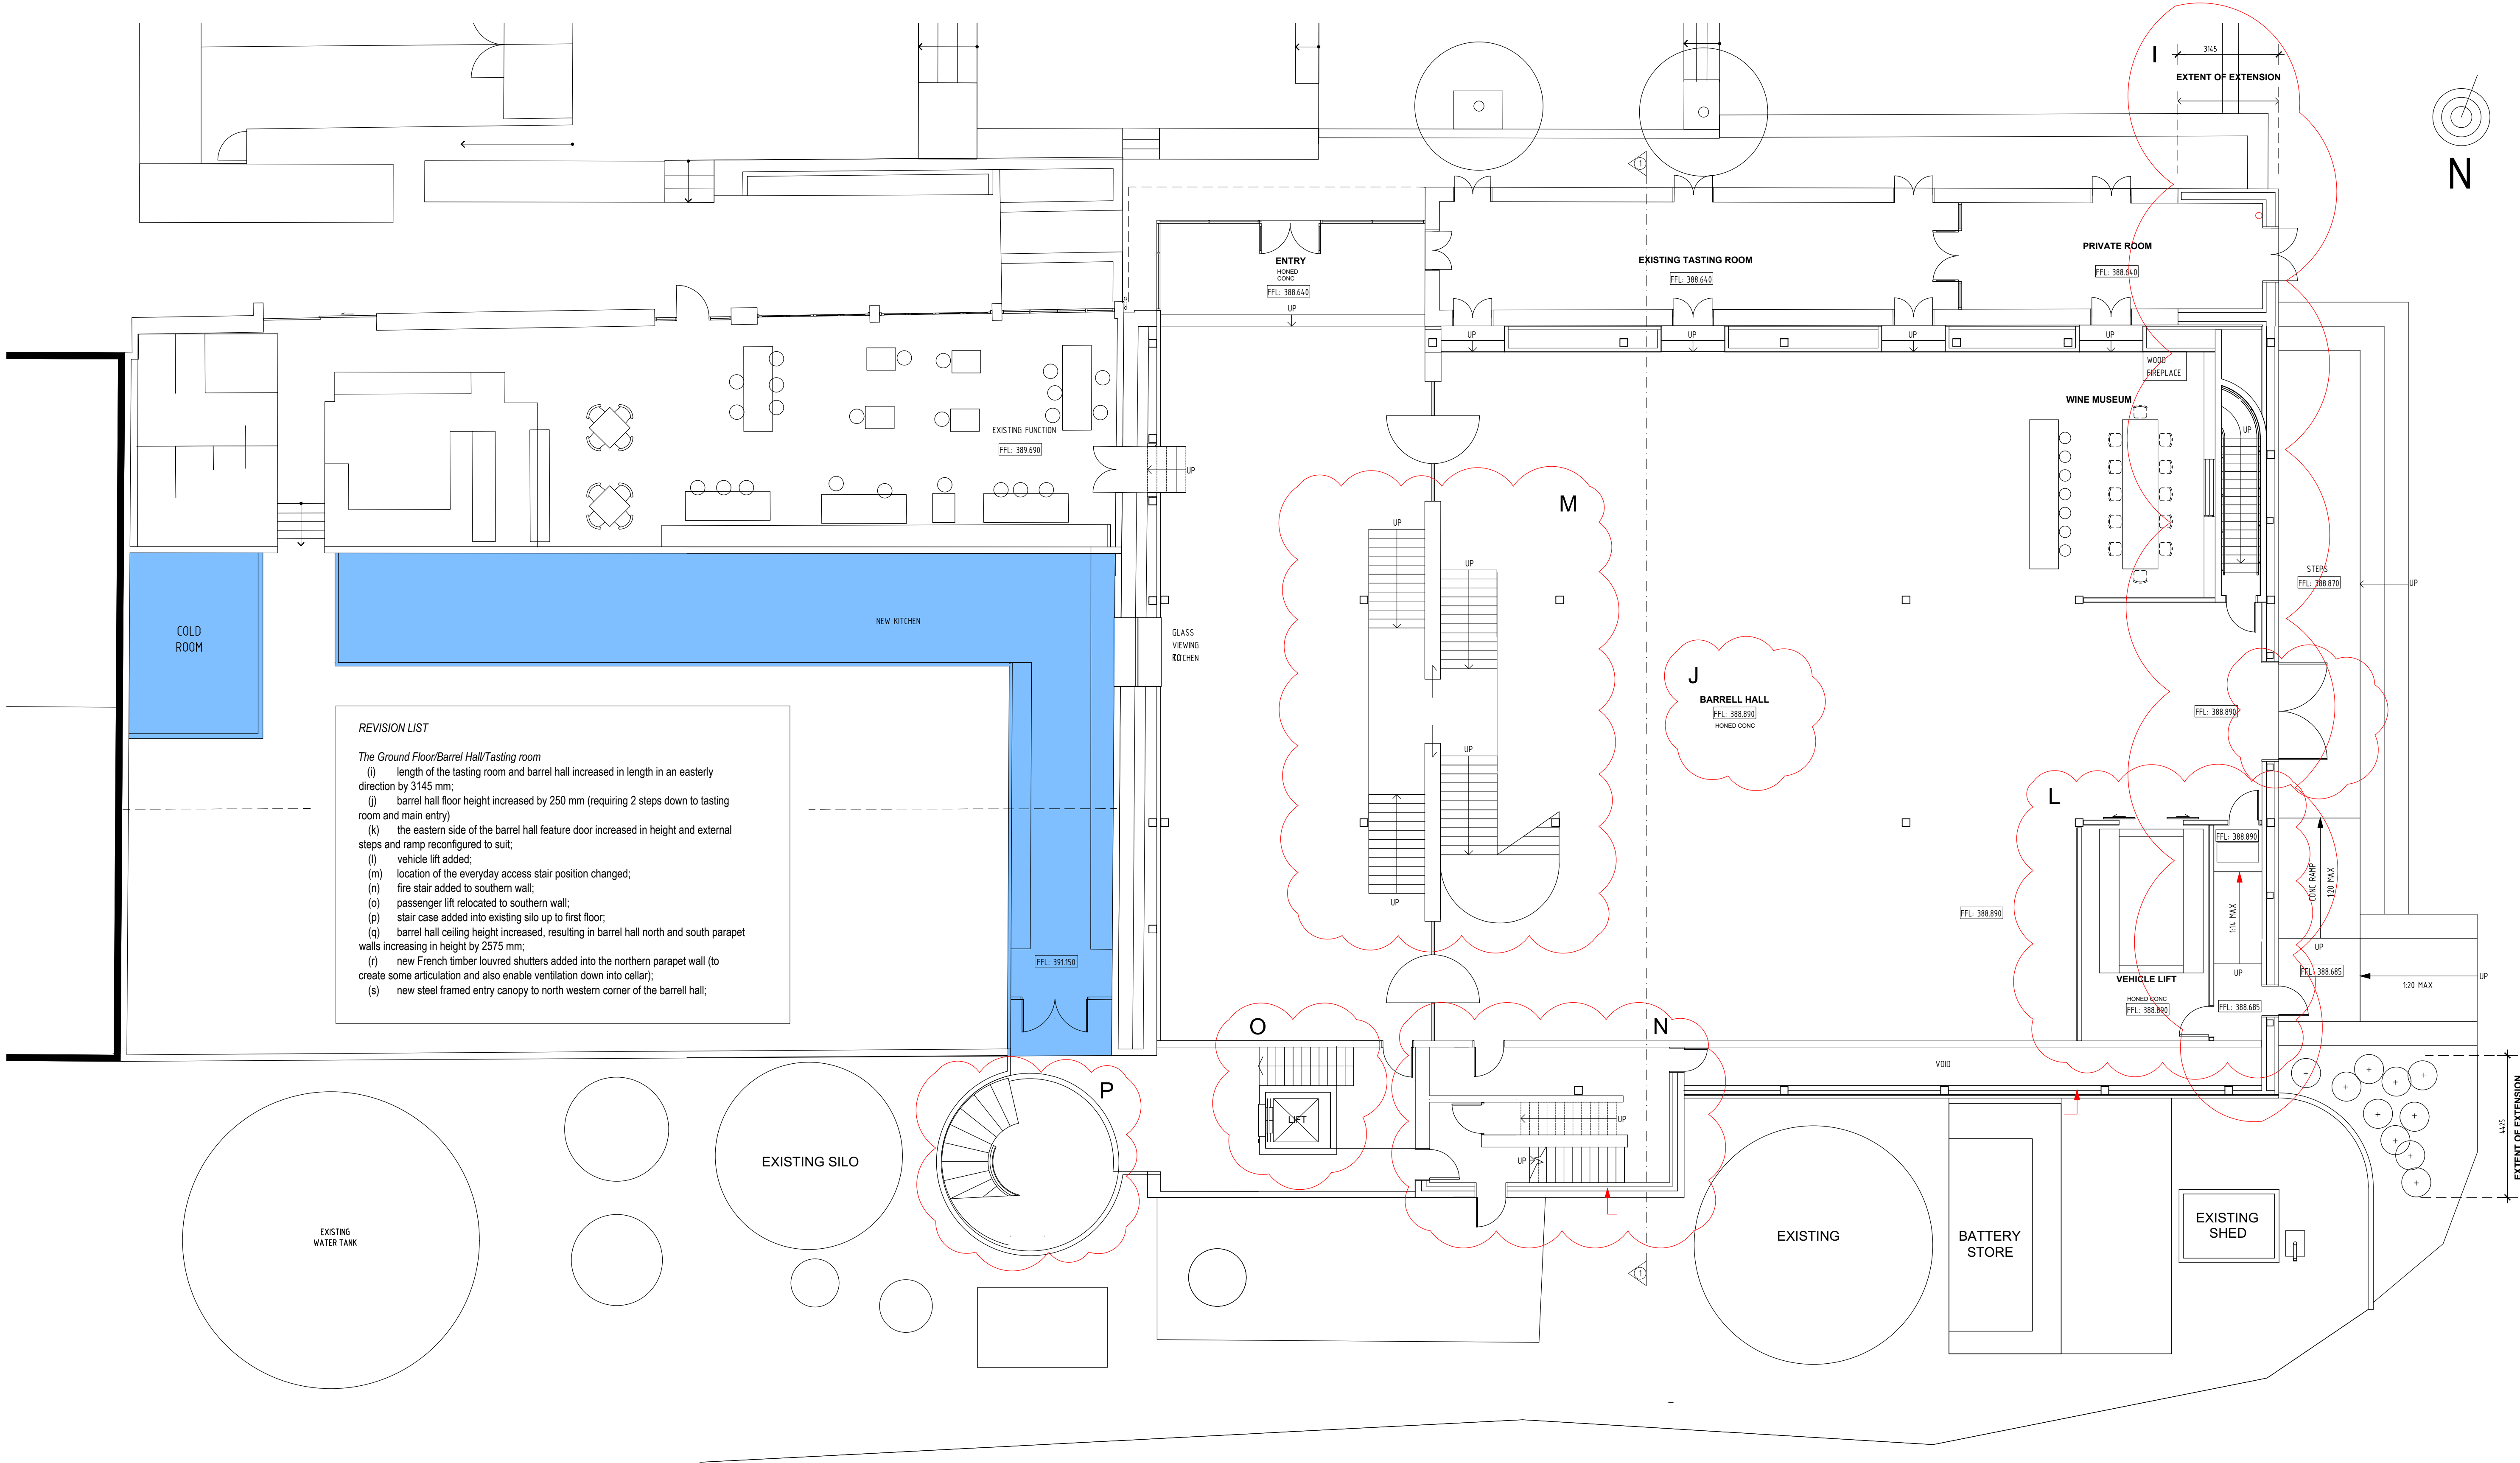 I
3145
EXTENT OF EXTENSION
N
1
ENTRY
HONED
CONC
FFL: 388.640
UP
EXISTING TASTING ROOM
FFL: 388.640
PRIVATE ROOM
FFL: 388.640
UP
UP
UP
UP
WOOD
FIREPLACE
WINE MUSEUM
UP
EXISTING FUNCTION
FFL: 389.690
UP
M
UP
UP
STEPS
FFL: 388.870
UP
COLD
ROOM
NEW KITCHEN
GLASS
VIEWING
KITCHEN
J
BARRELL HALL
FFL: 388.890
HONED CONC
FFL: 388.890
REVISION LIST
The Ground Floor/Barrel Hall/Tasting room
(i) length of the tasting room and barrel hall increased in length in an easterly
direction by 3145 mm;
(j) barrel hall floor height increased by 250 mm (requiring 2 steps down to tasting
room and main entry)
(k) the eastern side of the barrel hall feature door increased in height and external
steps and ramp reconfigured to suit;
(l) vehicle lift added;
(m) location of the everyday access stair position changed;
(n) fire stair added to southern wall;
(o) passenger lift relocated to southern wall;
(p) stair case added into existing silo up to first floor;
(q) barrel hall ceiling height increased, resulting in barrel hall north and south parapet
walls increasing in height by 2575 mm;
(r) new French timber louvred shutters added into the northern parapet wall (to
create some articulation and also enable ventilation down into cellar);
(s) new steel framed entry canopy to north western corner of the barrell hall;
UP
UP
L
FFL: 388.890
CONC RAMP
1:20 MAX
1:14 MAX
FFL: 388.890
UP
UP
FFL: 391.150
VEHICLE LIFT
HONED CONC
FFL: 388.890
FFL: 388.685
FFL: 388.685
1:20 MAX
UP
O
N
VOID
P
LIFT
UP
UP
4425
EXTENT OF EXTENSION
EXISTING SILO
EXISTING
WATER TANK
EXISTING
BATTERY
STORE
EXISTING
SHED
1